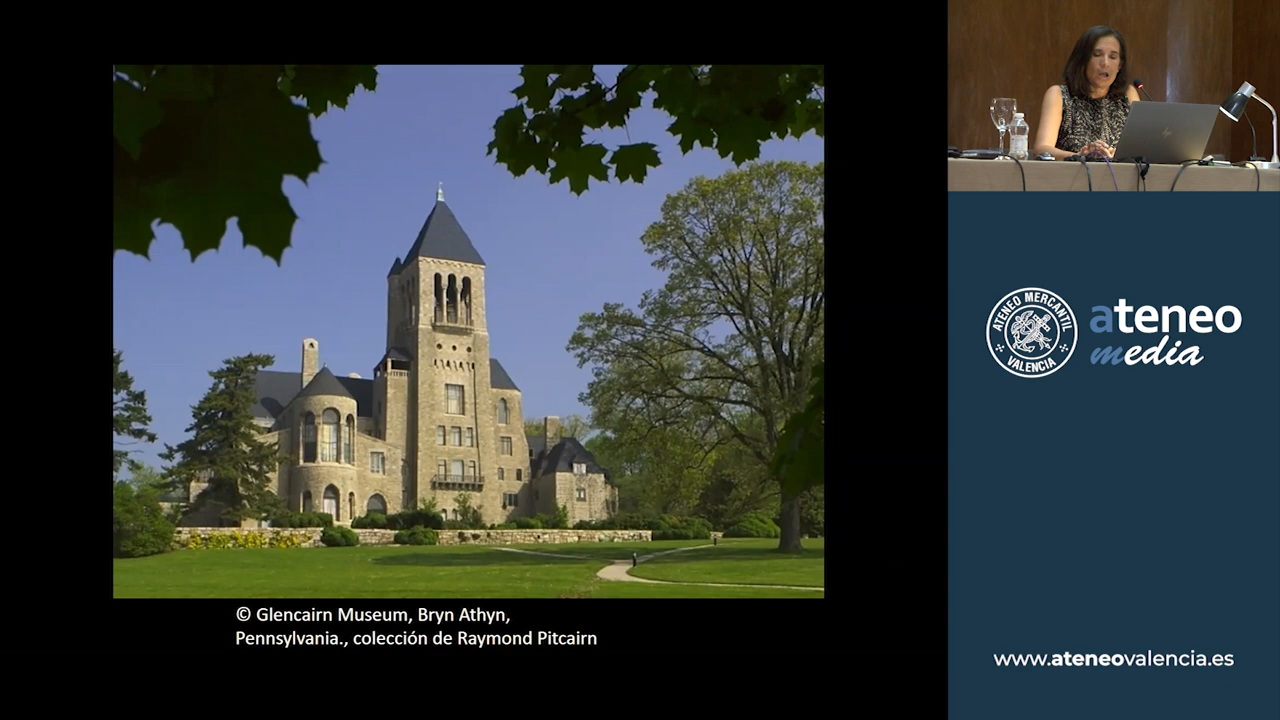 ATENEO MERCANTIL
VALENCIA
ateneo
media
© Glencairn Museum, Bryn Athyn,
Pennsylvania., colección de Raymond Pitcairn
www.ateneovalencia.es